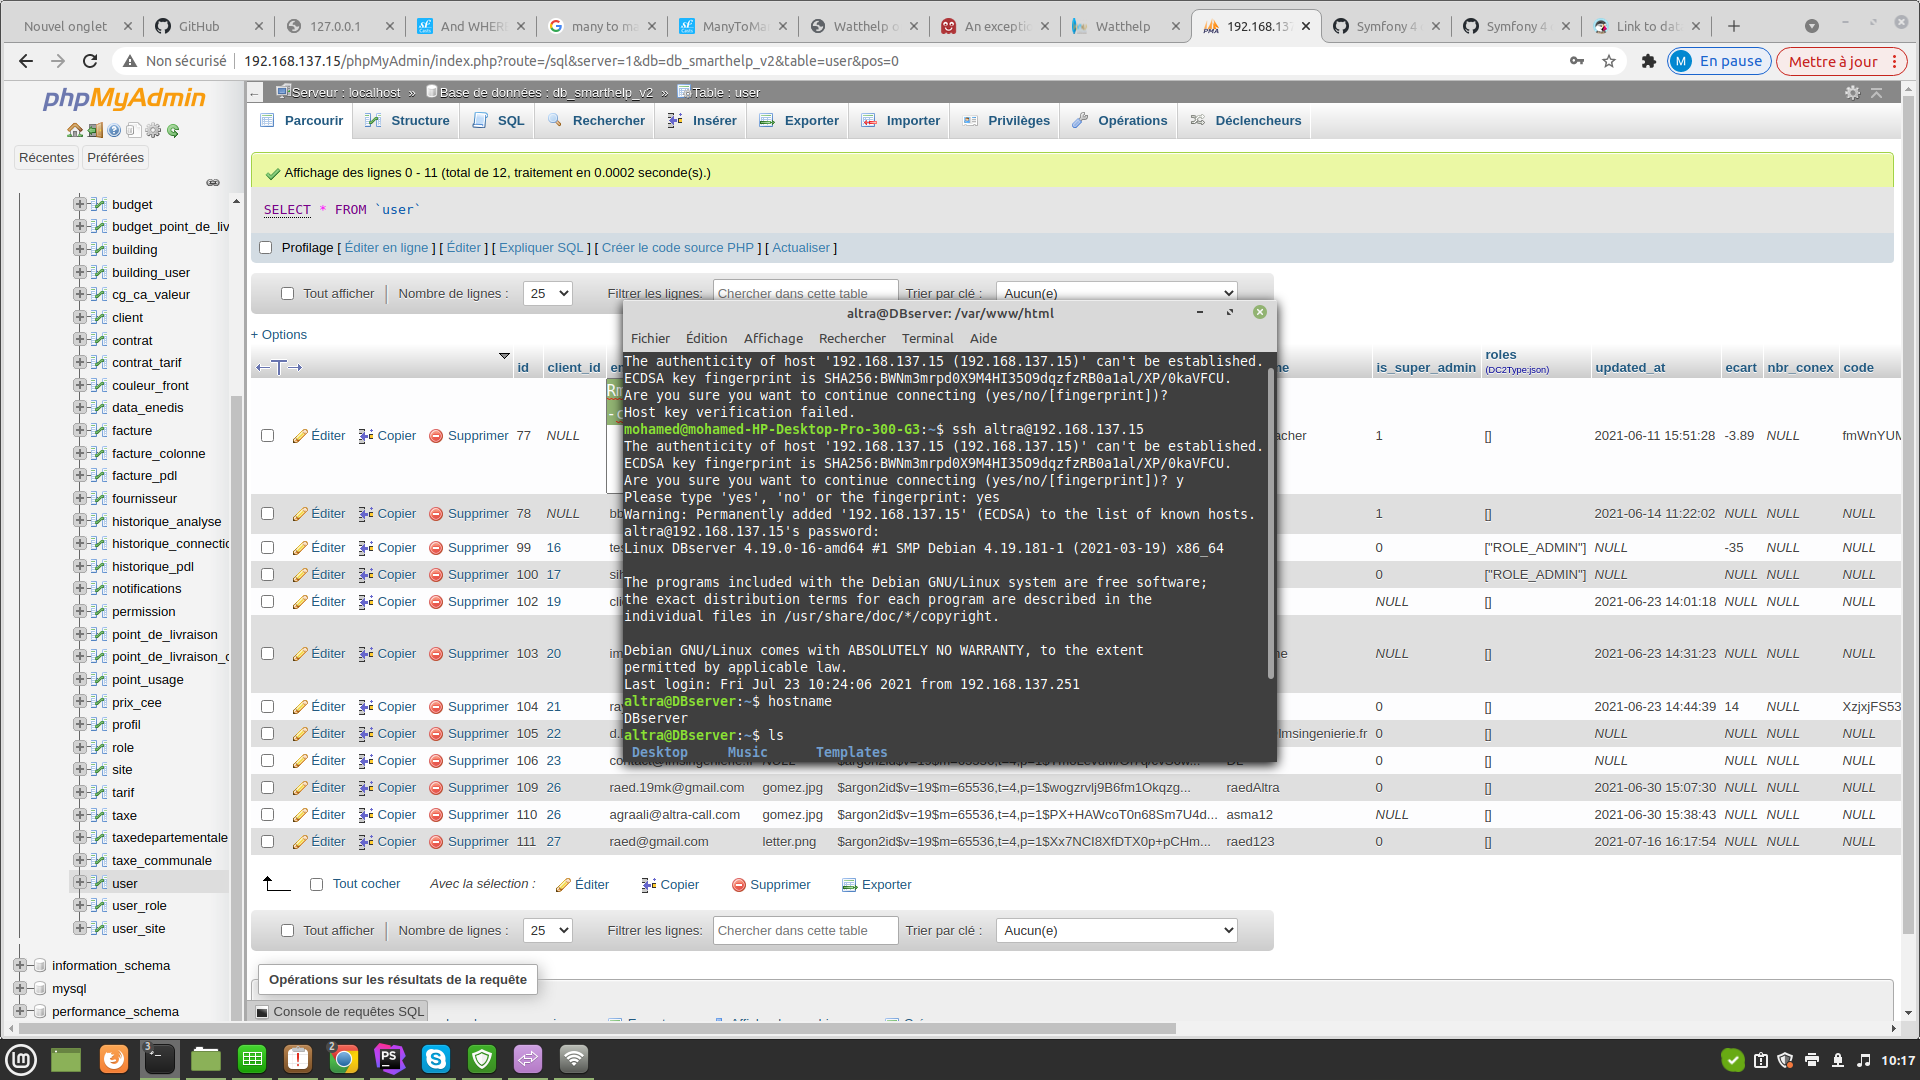 Nouvel onglet
GitHub
127.0.0.1
And WHER
many to ma
ManyToMa
Watthelp o
An exceptio
Watthelp
192.168.137
Symfony 4
Symfony 4
Link to dat
Non sécurisé | 192.168.137.15/phpMyAdmin/index.php?route=/sql&server=1&db=db_smarthelp_v2&table=user&pos=0
M En pause
Mettre à jour
phpMyAdmin
Récentes Préférées
budget
budget_point_de_liv
building
building_user
cg_ca_valeur
client
contrat
contrat_tarif
couleur_front
data_enedis
facture
facture_colonne
facture_pdl
fournisseur
historique_analyse
historique_connectio
historique_pdl
notifications
permission
point_de_livraison
point_de_livraison_c
point_usage
prix_cee
profil
role
site
tarif
taxe
taxedepartementale
taxe_communale
user
user_role
user_site
information_schema
mysql
performance_schema
Serveur : localhost » Base de données : db_smarthelp_v2 » Table : user
Parcourir Structure SQL Rechercher Insérer Exporter Importer Privilèges Opérations Déclencheurs
Affichage des lignes 0 - 11 (total de 12, traitement en 0.0002 seconde(s).)
SELECT * FROM `user`
Profilage [ Éditer en ligne ] [ Éditer ] [ Expliquer SQL ] [ Créer le code source PHP ] [ Actualiser ]
Tout afficher | Nombre de lignes : 25 Filtrer les lignes: Chercher dans cette table Trier par clé : Aucun(e)
+ Options
←T→ id client_id em me is_super_admin roles (DC2Type:json) updated_at ecart nbr_conex code
Éditer Copier Supprimer 77 NULL acher 1 [] 2021-06-11 15:51:28 -3.89 NULL fmWnYUM
Éditer Copier Supprimer 78 NULL 1 [] 2021-06-14 11:22:02 NULL NULL NULL
Éditer Copier Supprimer 99 16 0 ["ROLE_ADMIN"] NULL -35 NULL NULL
Éditer Copier Supprimer 100 17 0 ["ROLE_ADMIN"] NULL NULL NULL NULL
Éditer Copier Supprimer 102 19 NULL [] 2021-06-23 14:01:18 NULL NULL NULL
Éditer Copier Supprimer 103 20 NULL [] 2021-06-23 14:31:23 NULL NULL NULL
Éditer Copier Supprimer 104 21 0 [] 2021-06-23 14:44:39 14 NULL XzjxjFS53
Éditer Copier Supprimer 105 22 lmsingenierie.fr 0 [] NULL NULL NULL NULL
Éditer Copier Supprimer 106 23 0 [] NULL NULL NULL NULL
Éditer Copier Supprimer 109 26 raed.19mk@gmail.com gomez.jpg $argon2id$v=19$m=65536,t=4,p=1$wogzrvlj9B6fm1Okqzg... raedAltra 0 [] 2021-06-30 15:07:30 NULL NULL NULL
Éditer Copier Supprimer 110 26 agraali@altra-call.com gomez.jpg $argon2id$v=19$m=65536,t=4,p=1$PX+HAWcoT0n68Sm7U4d... asma12 NULL [] 2021-06-30 15:38:43 NULL NULL NULL
Éditer Copier Supprimer 111 27 raed@gmail.com letter.png $argon2id$v=19$m=65536,t=4,p=1$Xx7NCI8XfDTX0p+pCHm... raed123 0 [] 2021-07-16 16:17:54 NULL NULL NULL
Tout cocher Avec la sélection : Éditer Copier Supprimer Exporter
Tout afficher | Nombre de lignes : 25 Filtrer les lignes: Chercher dans cette table Trier par clé : Aucun(e)
Opérations sur les résultats de la requête
Console de requêtes SQL
altra@DBserver: /var/www/html
Fichier Édition Affichage Rechercher Terminal Aide
The authenticity of host '192.168.137.15 (192.168.137.15)' can't be established.
ECDSA key fingerprint is SHA256:BWNm3mrpd0X9M4HI35O9dqzfzRB0a1al/XP/0kaVFCU.
Are you sure you want to continue connecting (yes/no/[fingerprint])?
Host key verification failed.
mohamed@mohamed-HP-Desktop-Pro-300-G3:~$ ssh altra@192.168.137.15
The authenticity of host '192.168.137.15 (192.168.137.15)' can't be established.
ECDSA key fingerprint is SHA256:BWNm3mrpd0X9M4HI35O9dqzfzRB0a1al/XP/0kaVFCU.
Are you sure you want to continue connecting (yes/no/[fingerprint])? y
Please type 'yes', 'no' or the fingerprint: yes
Warning: Permanently added '192.168.137.15' (ECDSA) to the list of known hosts.
altra@192.168.137.15's password:
Linux DBserver 4.19.0-16-amd64 #1 SMP Debian 4.19.181-1 (2021-03-19) x86_64
The programs included with the Debian GNU/Linux system are free software;
the exact distribution terms for each program are described in the
individual files in /usr/share/doc/*/copyright.
Debian GNU/Linux comes with ABSOLUTELY NO WARRANTY, to the extent
permitted by applicable law.
Last login: Fri Jul 23 10:24:06 2021 from 192.168.137.251
altra@DBserver:~$ hostname
DBserver
altra@DBserver:~$ ls
Desktop Music Templates
10:17